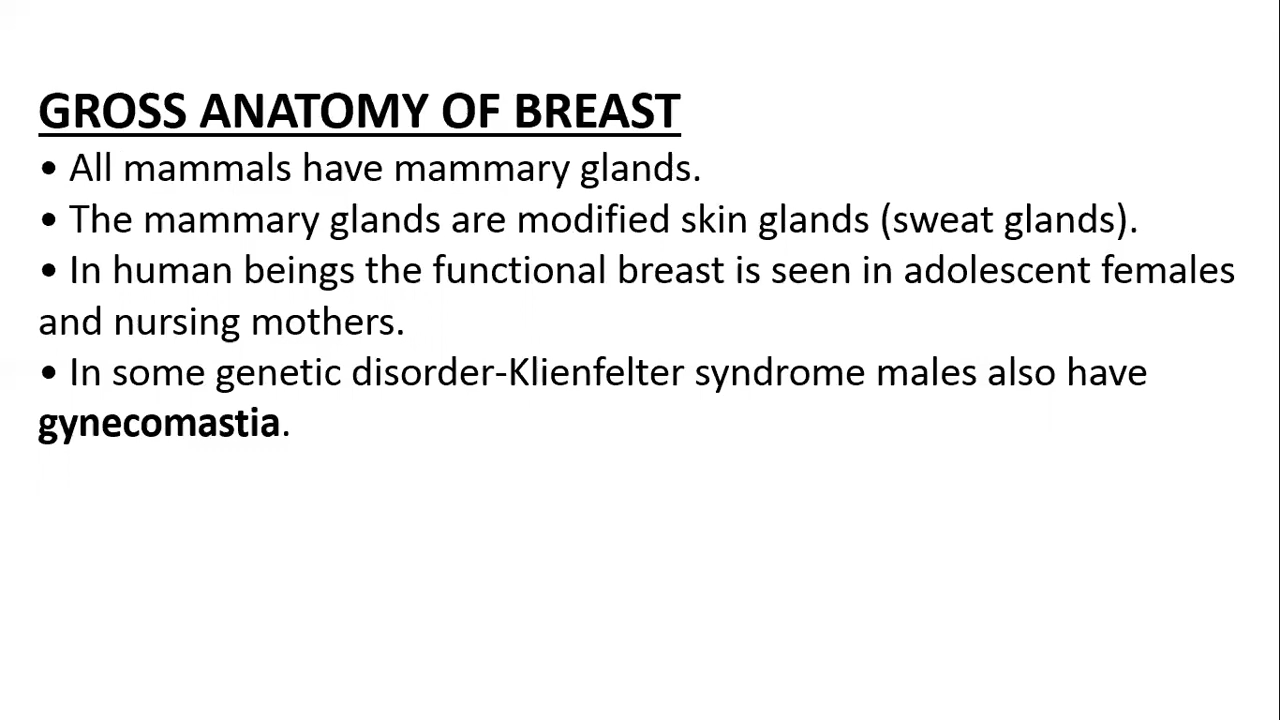 GROSS ANATOMY OF BREAST
• All mammals have mammary glands.
• The mammary glands are modified skin glands (sweat glands).
• In human beings the functional breast is seen in adolescent females
and nursing mothers.
• In some genetic disorder-Klienfelter syndrome males also have
gynecomastia.